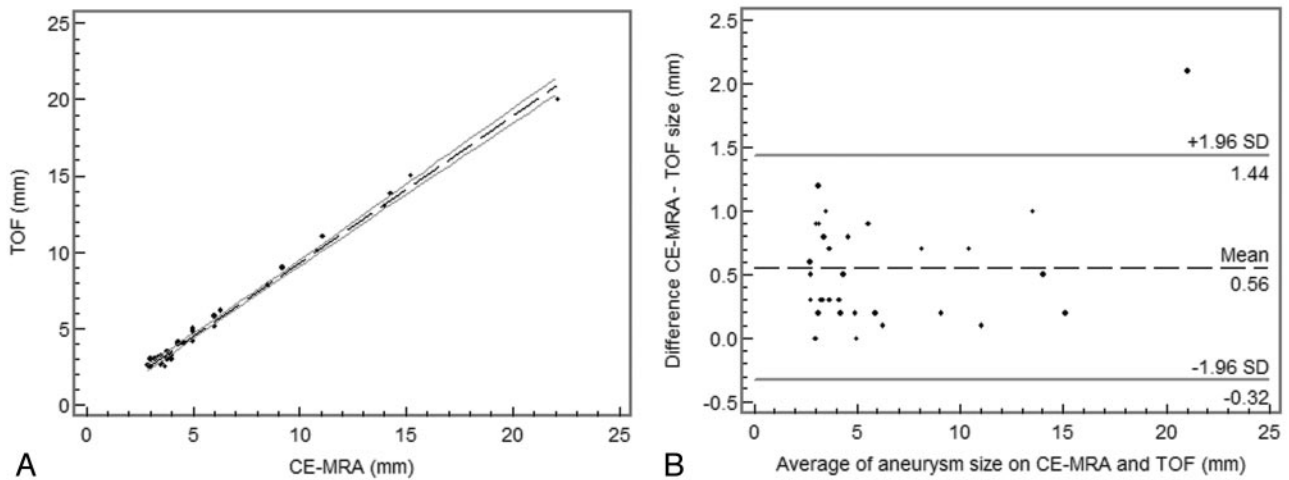 25
20
15
10
5
0
TOF (mm)
0 5 10 15 20 25
CE-MRA (mm)
A
2.5
2.0
1.5
1.0
0.5
0.0
-0.5
Difference CE-MRA - TOF size (mm)
+1.96 SD
1.44
Mean
0.56
-1.96 SD
-0.32
0 5 10 15 20 25
Average of aneurysm size on CE-MRA and TOF (mm)
B